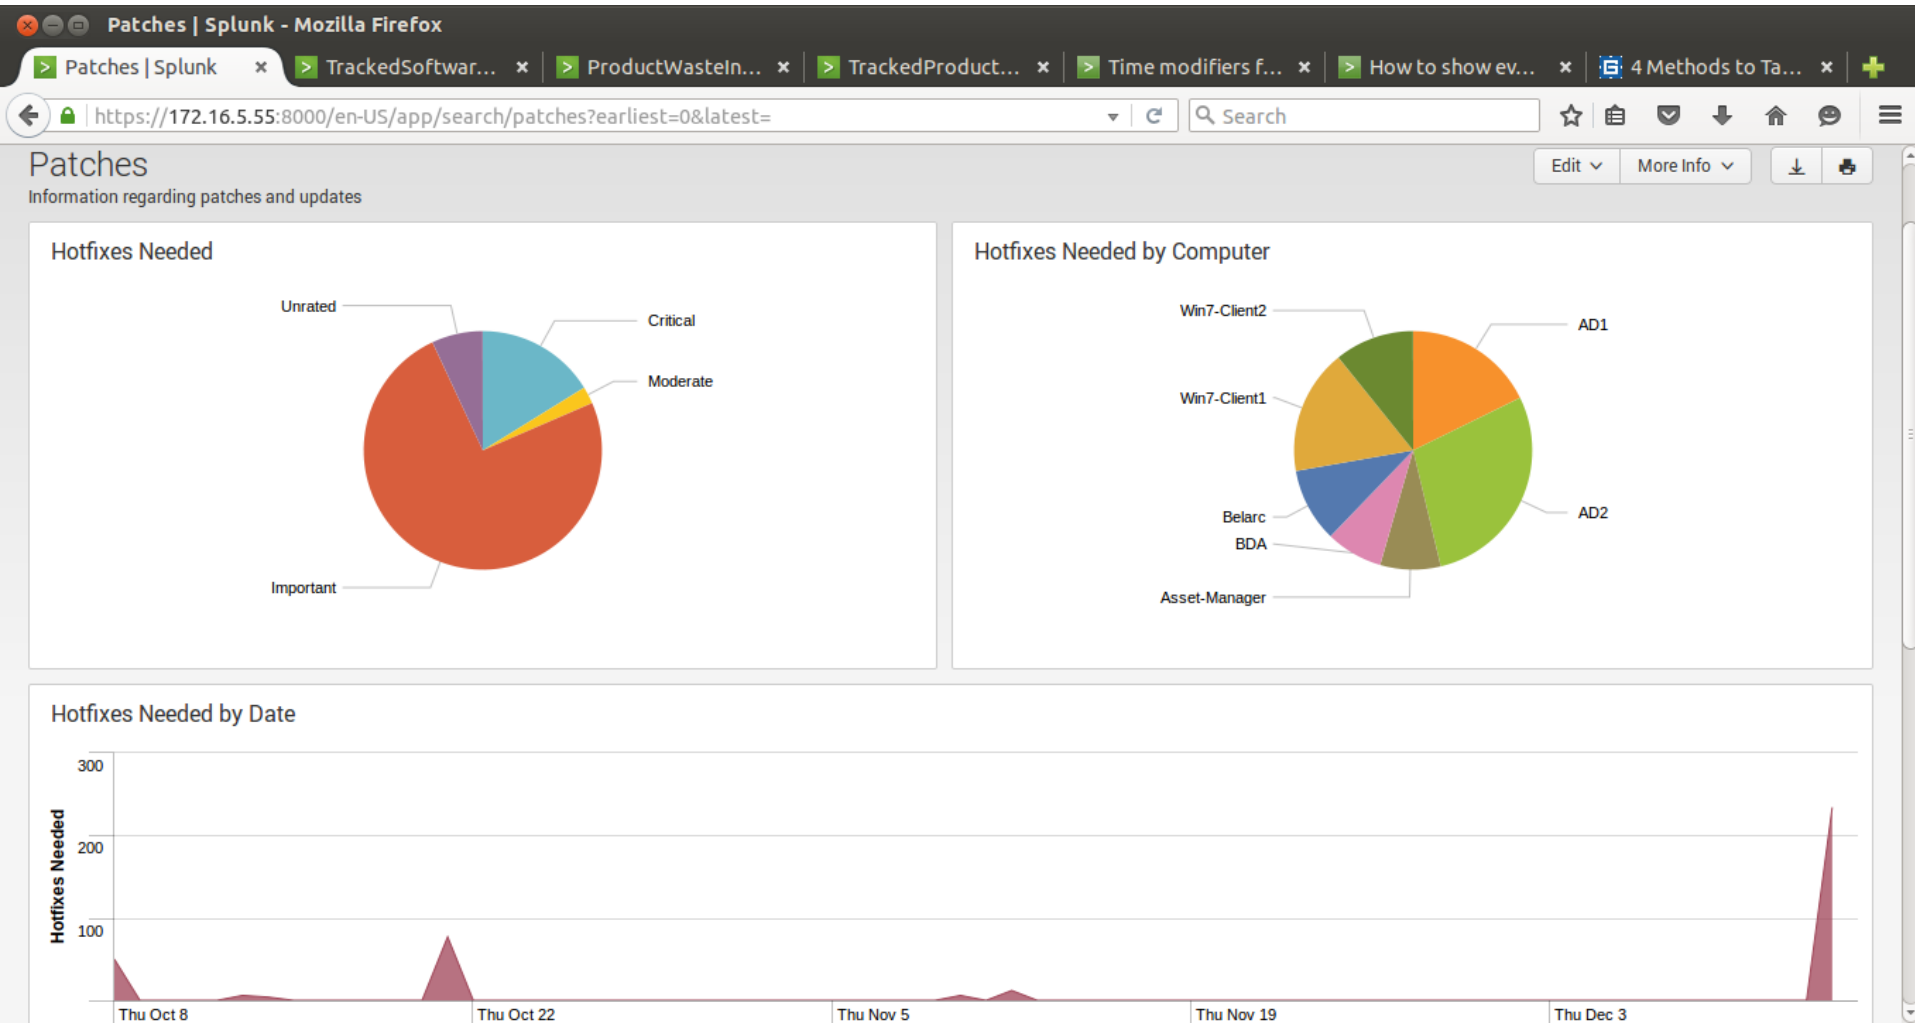 Patches | Splunk - Mozilla Firefox
Patches | Splunk
TrackedSoftwar...
ProductWasteIn...
TrackedProduct...
Time modifiers f...
How to show ev...
4 Methods to Ta...
https://172.16.5.55:8000/en-US/app/search/patches?earliest=0&latest=
Search
Patches
Edit
More Info
Information regarding patches and updates
Hotfixes Needed
Unrated
Critical
Moderate
Important
Hotfixes Needed by Computer
Win7-Client2
AD1
Win7-Client1
Belarc
AD2
BDA
Asset-Manager
Hotfixes Needed by Date
Hotfixes Needed
300
200
100
Thu Oct 8
Thu Oct 22
Thu Nov 5
Thu Nov 19
Thu Dec 3